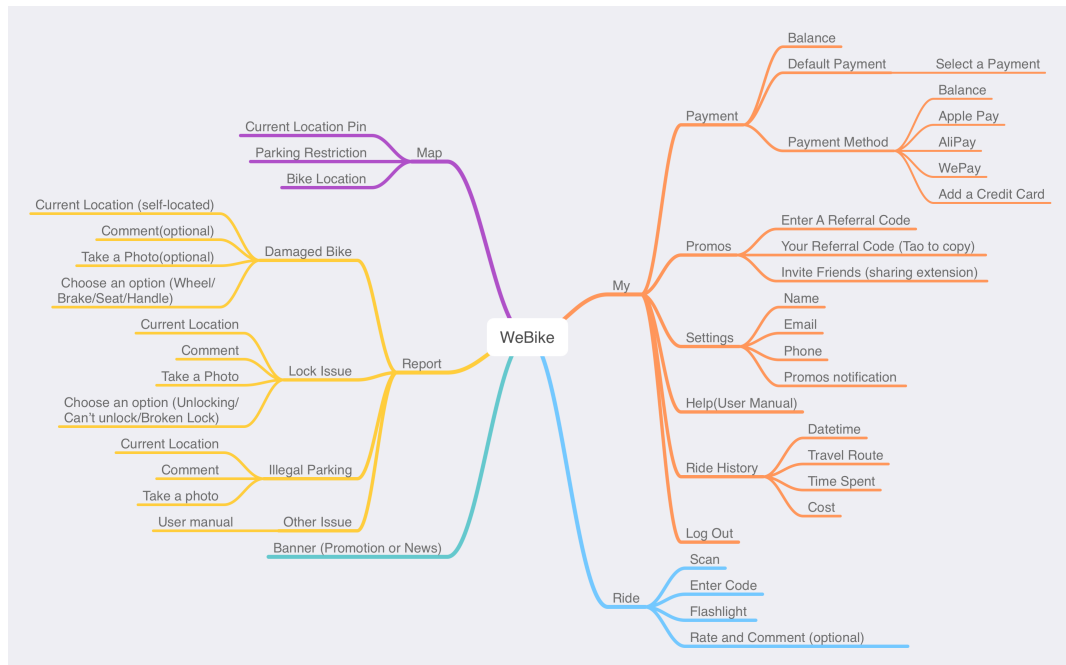 WeBike
Map
Current Location Pin
Parking Restriction
Bike Location
Report
Damaged Bike
Current Location (self-located)
Comment(optional)
Take a Photo(optional)
Choose an option (Wheel/
Brake/Seat/Handle)
Lock Issue
Current Location
Comment
Take a Photo
Choose an option (Unlocking/
Can't unlock/Broken Lock)
Illegal Parking
Current Location
Comment
Take a photo
Other Issue
User manual
Banner (Promotion or News)
My
Payment
Balance
Default Payment
Select a Payment
Payment Method
Balance
Apple Pay
AliPay
WePay
Add a Credit Card
Promos
Enter A Referral Code
Your Referral Code (Tao to copy)
Invite Friends (sharing extension)
Settings
Name
Email
Phone
Promos notification
Help(User Manual)
Ride History
Datetime
Travel Route
Time Spent
Cost
Log Out
Ride
Scan
Enter Code
Flashlight
Rate and Comment (optional)